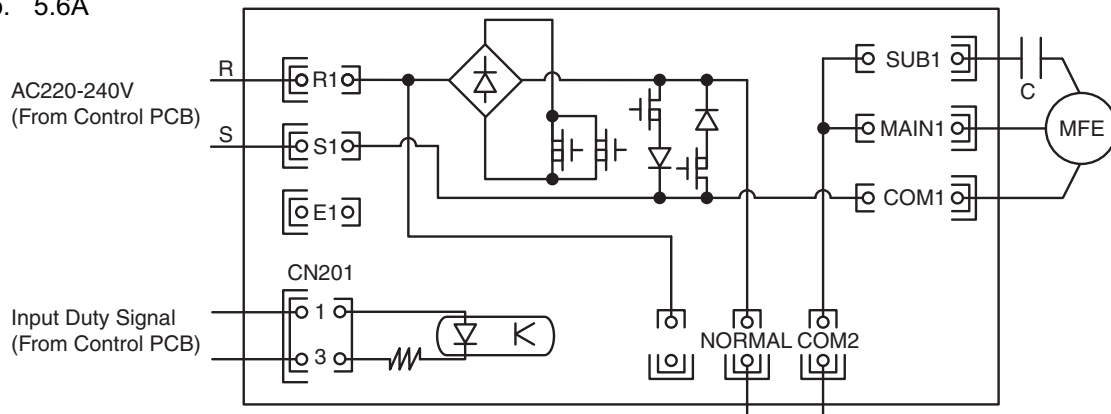 5.6A
R
AC220-240V
(From Control PCB)
S
R1
S1
E1
SUB1
C
MAIN1
MFE
COM1
CN201
1
3
Input Duty Signal
(From Control PCB)
NORMAL COM2